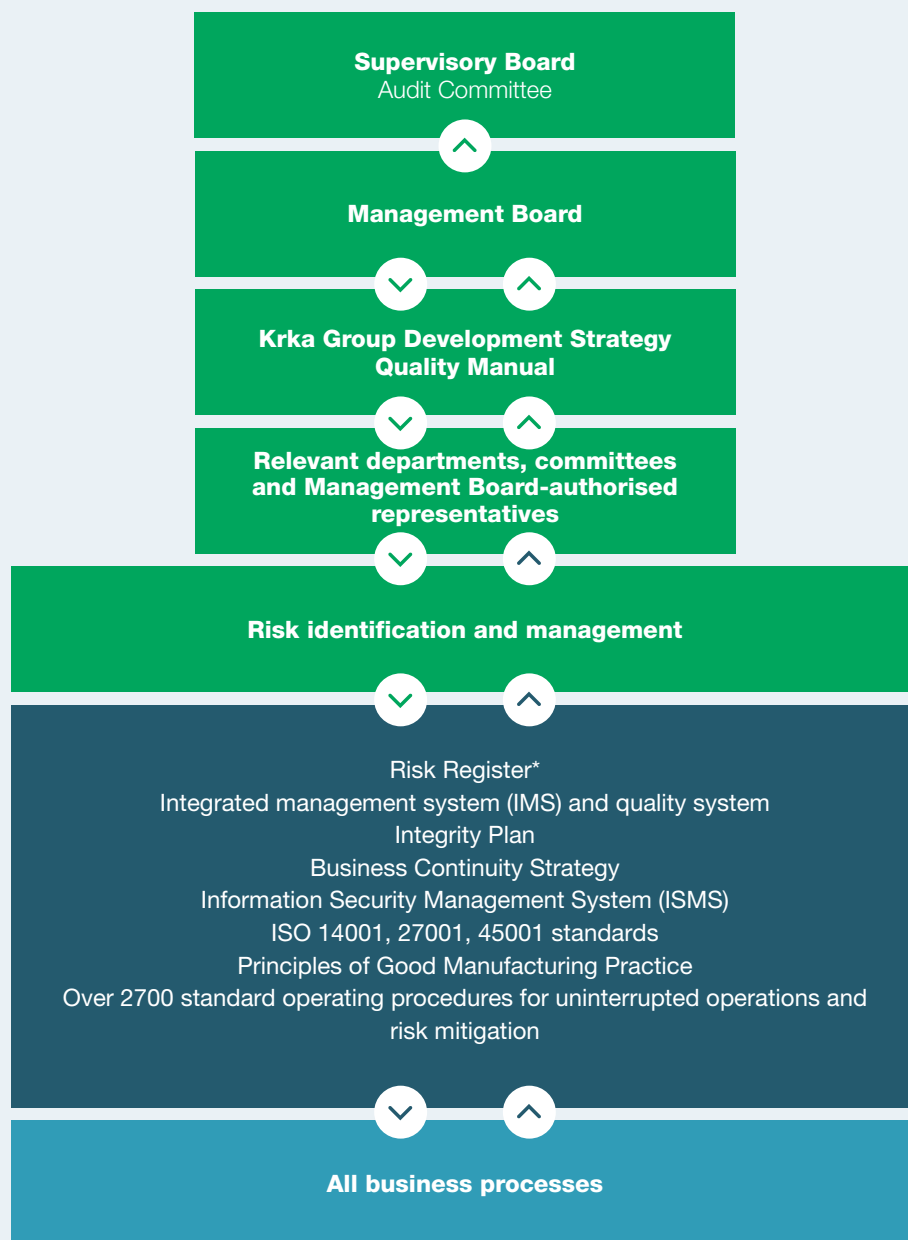 Supervisory Board
Audit Committee
Management Board
Krka Group Development Strategy
Quality Manual
Relevant departments, committees
and Management Board-authorised
representatives
Risk identification and management
Risk Register*
Integrated management system (IMS) and quality system
Integrity Plan
Business Continuity Strategy
Information Security Management System (ISMS)
ISO 14001, 27001, 45001 standards
Principles of Good Manufacturing Practice
Over 2700 standard operating procedures for uninterrupted operations and
risk mitigation
All business processes